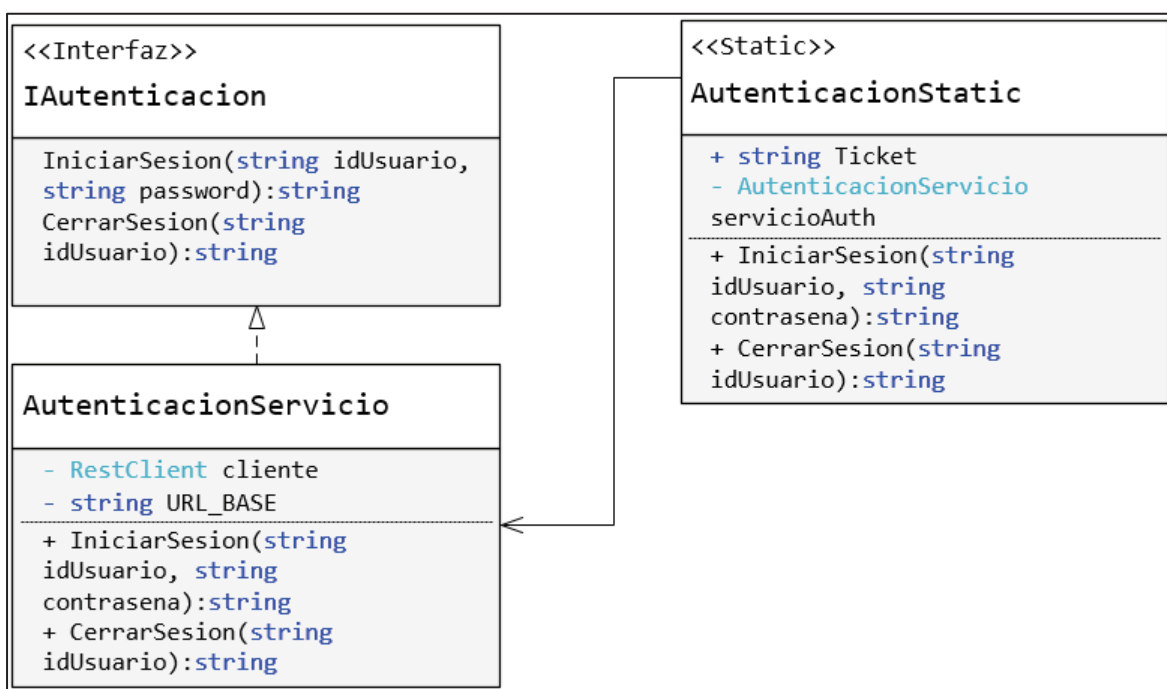 <<Interfaz>>
IAutenticacion
IniciarSesion(string idUsuario,
string password):string
CerrarSesion(string
idUsuario):string
AutenticacionServicio
- RestClient cliente
- string URL_BASE
+ IniciarSesion(string
idUsuario, string
contrasena):string
+ CerrarSesion(string
idUsuario):string
<<Static>>
AutenticacionStatic
+ string Ticket
- AutenticacionServicio
servicioAuth
+ IniciarSesion(string
idUsuario, string
contrasena):string
+ CerrarSesion(string
idUsuario):string